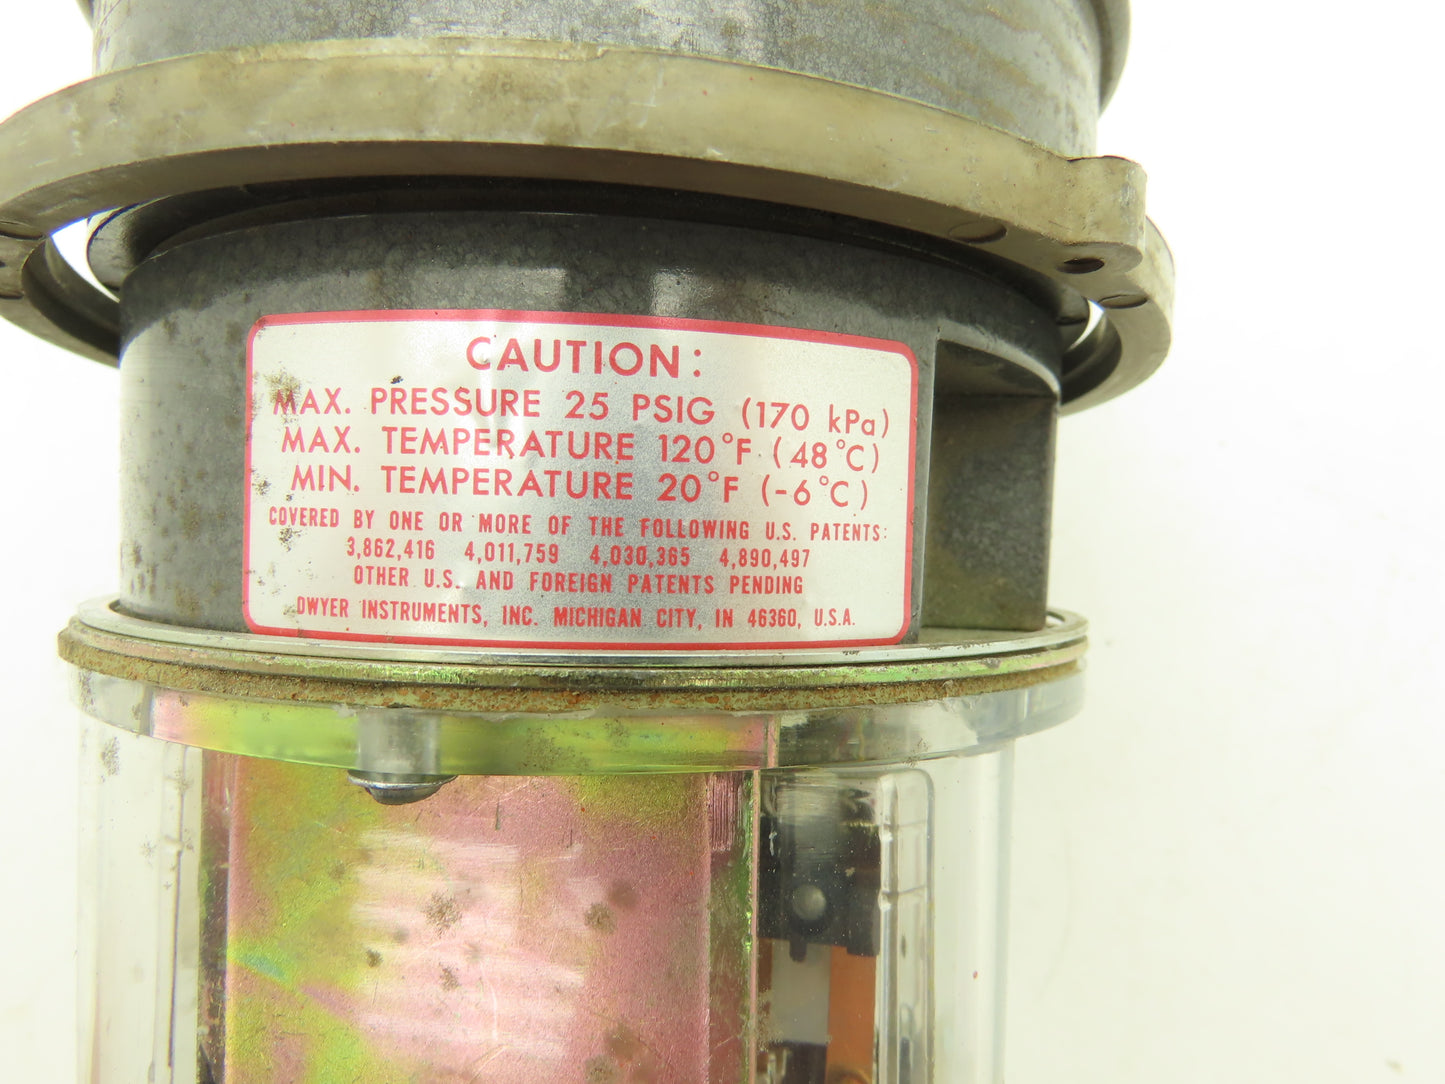 CAUTION:
MAX. PRESSURE 25 PSIG (170 kPa)
MAX. TEMPERATURE 120°F (48°C)
MIN. TEMPERATURE 20°F (-6°C)
COVERED BY ONE OR MORE OF THE FOLLOWING U.S. PATENTS:
3,862,416 4,011,759 4,030,365 4,890,497
OTHER U.S. AND FOREIGN PATENTS PENDING
DWYER INSTRUMENTS, INC. MICHIGAN CITY, IN 46360, U.S.A.